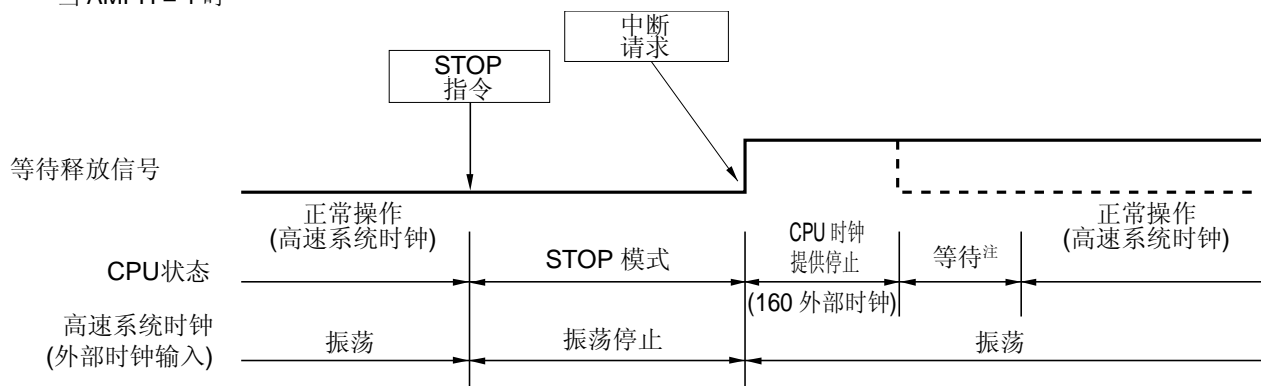 当 AMPH = 1 时
中断
请求
STOP
指令
等待释放信号
正常操作
(高速系统时钟)
STOP 模式
CPU 时钟
提供停止
(160 外部时钟)
等待注
正常操作
(高速系统时钟)
CPU状态
高速系统时钟
(外部时钟输入)
振荡
振荡停止
振荡